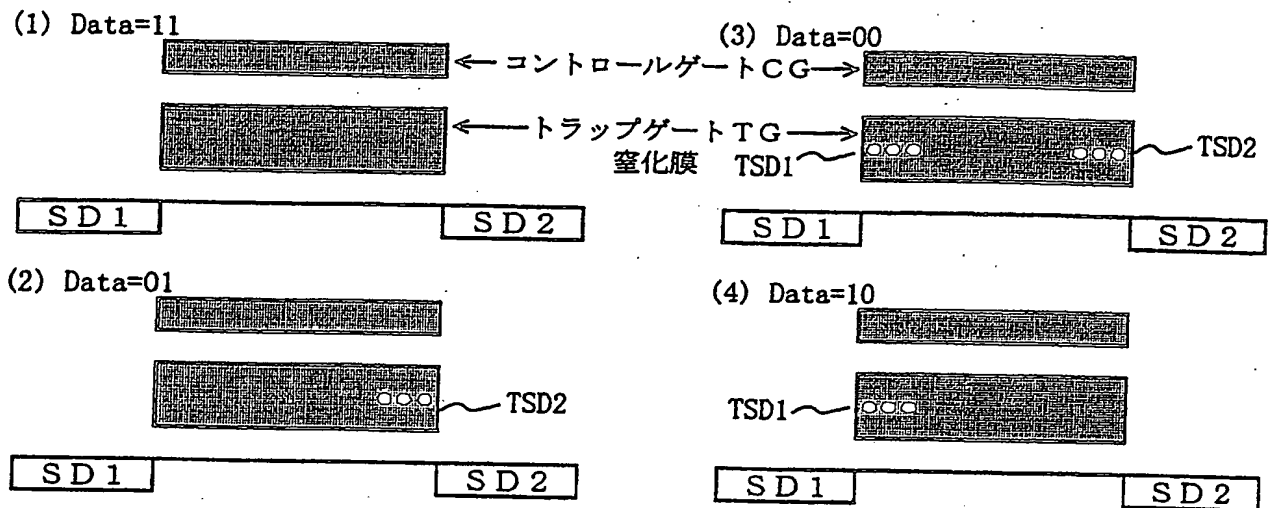 (1) Data=11
コントロールゲートCG
トラップゲートTG
窒化膜
SD1
SD2
(3) Data=00
TSD1
TSD2
SD1
SD2
(2) Data=01
TSD2
SD1
SD2
(4) Data=10
TSD1
SD1
SD2